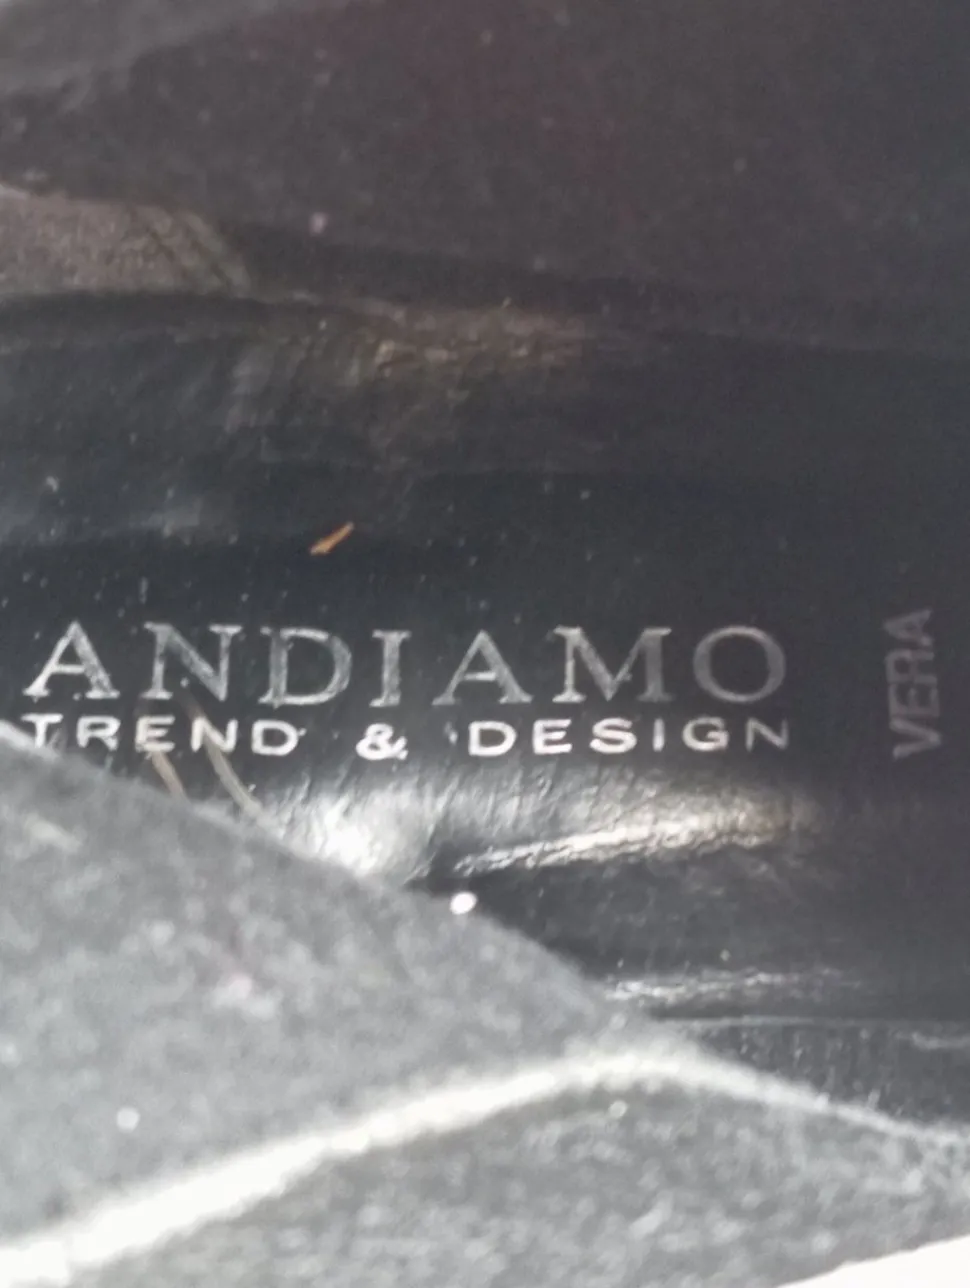 ANDIAMO
TREND & DESIGN
VERA